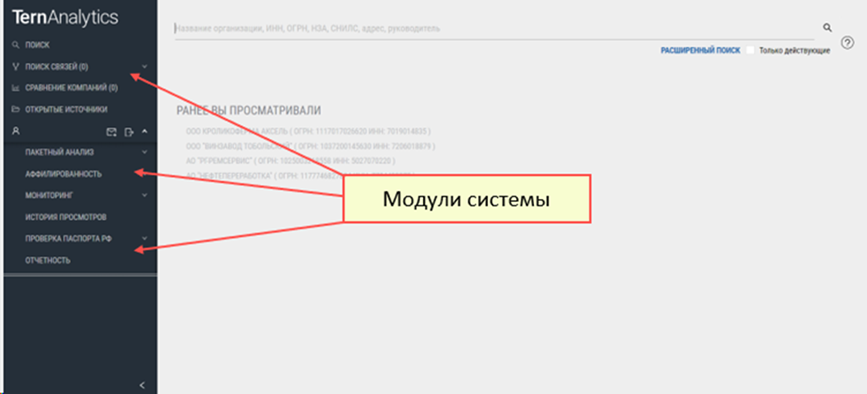 TernAnalytics
ПОИСК
ПОИСК СВЯЗЕЙ (0)
СРАВНЕНИЕ КОМПАНИЙ (0)
ОТКРЫТЫЕ ИСТОЧНИКИ
ПАКЕТНЫЙ АНАЛИЗ
АФФИЛИРОВАННОСТЬ
МОНИТОРИНГ
ИСТОРИЯ ПРОСМОТРОВ
ПРОВЕРКА ПАСПОРТА РФ
ОТЧЕТНОСТЬ
Название организации, ИНН, ОГРН, НЗА, СНИЛС, адрес, руководитель
РАСШИРЕННЫЙ ПОИСК Только действующие
?
РАНЕЕ ВЫ ПРОСМАТРИВАЛИ
ООО КРОЛИКОФЕРМА АКСЕЛЬ ( ОГРН: 1117017026620 ИНН: 7019014835 )
ООО "ВИНЗАВОД ТОБОЛЬСКИЙ" ( ОГРН: 1037200145630 ИНН: 7206018879 )
АО "РГ-РЕМСЕРВИС" ( ОГРН: ИНН: 5027070220 )
АО "НЕФТЕПЕРЕРАБОТКА" ( ОГРН:
Модули системы